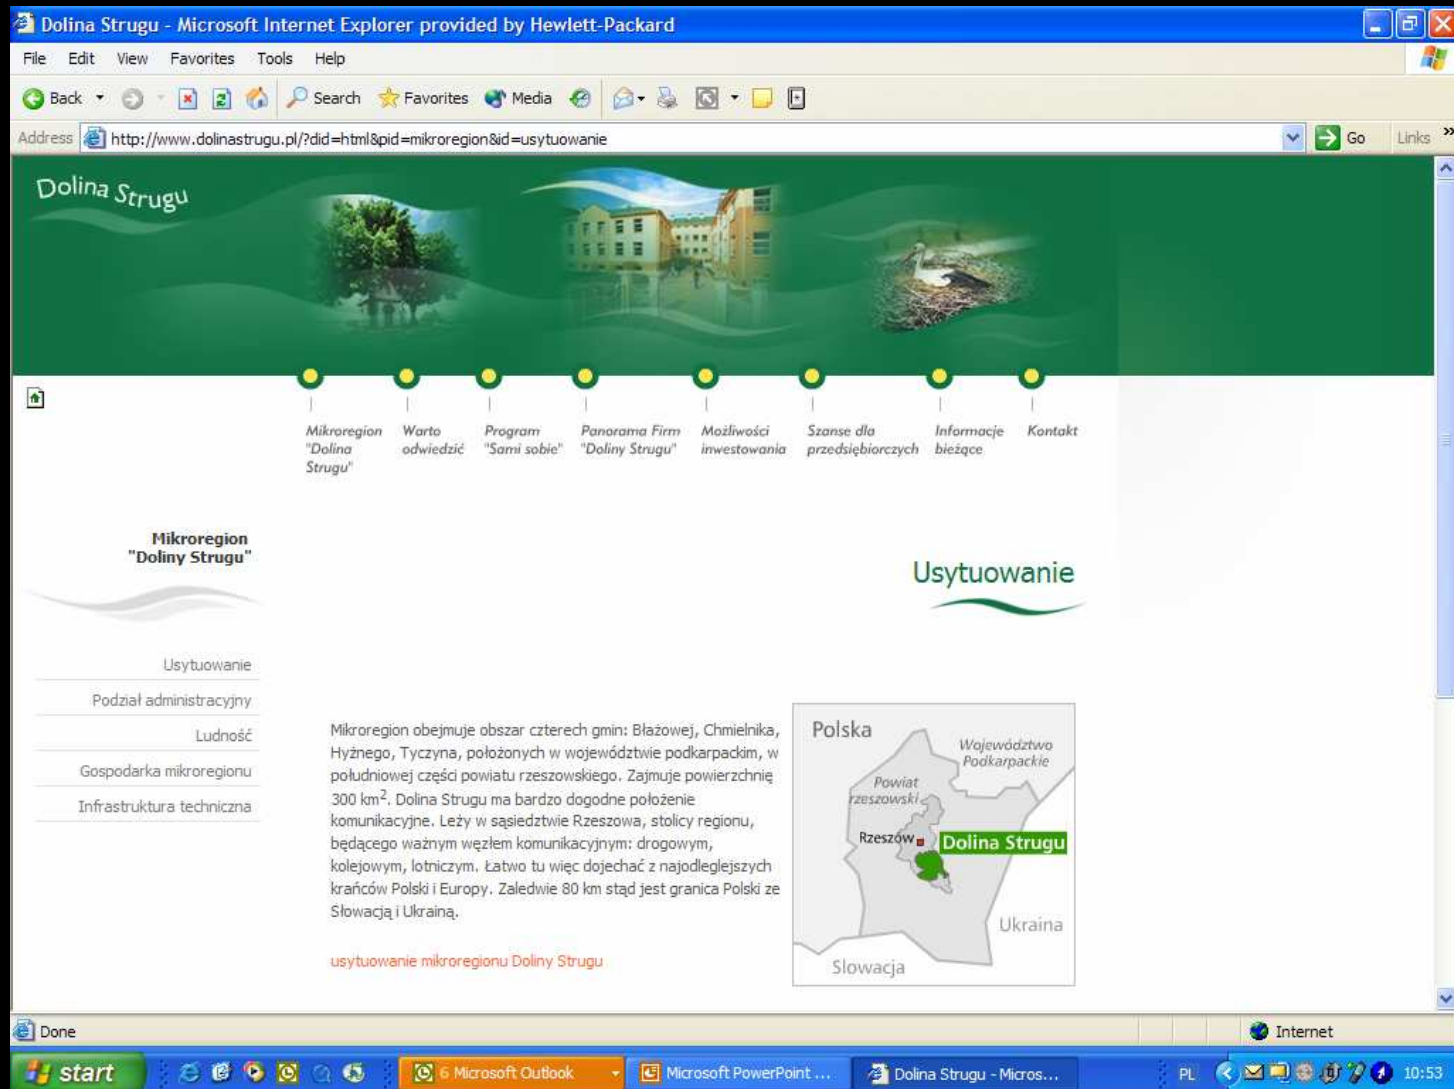 Dolina Strugu - Microsoft Internet Explorer provided by Hewlett-Packard
File Edit View Favorites Tools Help
Back Search Favorites Media
Address http://www.dolinastrugu.pl/?did=html&pid=mikroregion&id=usytuowanie Go Links »
Dolina Strugu
Mikroregion
"Dolina
Strugu"
Warto
odwiedzić
Program
"Sami sobie"
Panorama Firm
"Doliny Strugu"
Możliwości
inwestowania
Szanse dla
przedsiębiorczych
Informacje
bieżące
Kontakt
Mikroregion
"Doliny Strugu"
Usytuowanie
Podział administracyjny
Ludność
Gospodarka mikroregionu
Infrastruktura techniczna
Usytuowanie
Mikroregion obejmuje obszar czterech gmin: Błażowej, Chmielnika,
Hyżnego, Tyczyna, położonych w województwie podkarpackim, w
południowej części powiatu rzeszowskiego. Zajmuje powierzchnię
300 km². Dolina Strugu ma bardzo dogodne położenie
komunikacyjne. Leży w sąsiedztwie Rzeszowa, stolicy regionu,
będącego ważnym węzłem komunikacyjnym: drogowym,
kolejowym, lotniczym. Łatwo tu więc dojechać z najodleglejszych
krańców Polski i Europy. Zaledwie 80 km stąd jest granica Polski ze
Słowacją i Ukrainą.
usytuowanie mikroregionu Doliny Strugu
Polska
Województwo
Podkarpackie
Powiat
rzeszowski
Rzeszów
Dolina Strugu
Ukraina
Slowacja
Done Internet
start 6 Microsoft Outlook Microsoft PowerPoint ... Dolina Strugu - Micros... PL 10:53